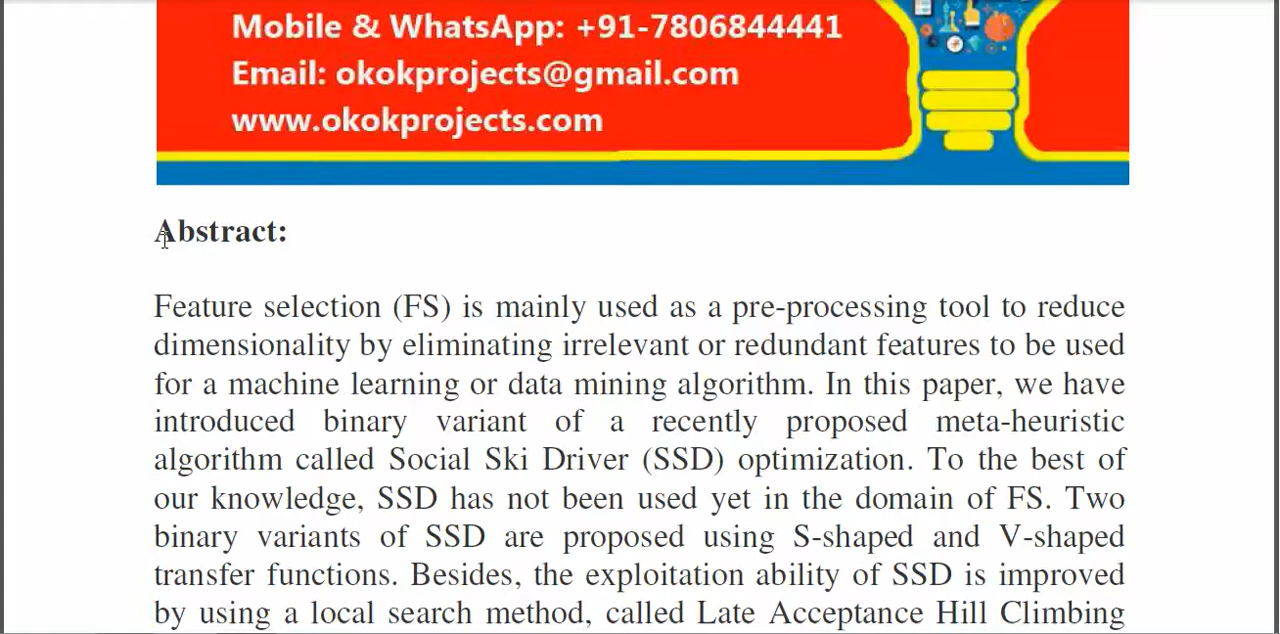 Mobile & WhatsApp: +91-7806844441
Email: okokprojects@gmail.com
www.okokprojects.com
Abstract:
Feature selection (FS) is mainly used as a pre-processing tool to reduce
dimensionality by eliminating irrelevant or redundant features to be used
for a machine learning or data mining algorithm. In this paper, we have
introduced binary variant of a recently proposed meta-heuristic
algorithm called Social Ski Driver (SSD) optimization. To the best of
our knowledge, SSD has not been used yet in the domain of FS. Two
binary variants of SSD are proposed using S-shaped and V-shaped
transfer functions. Besides, the exploitation ability of SSD is improved
by using a local search method, called Late Acceptance Hill Climbing